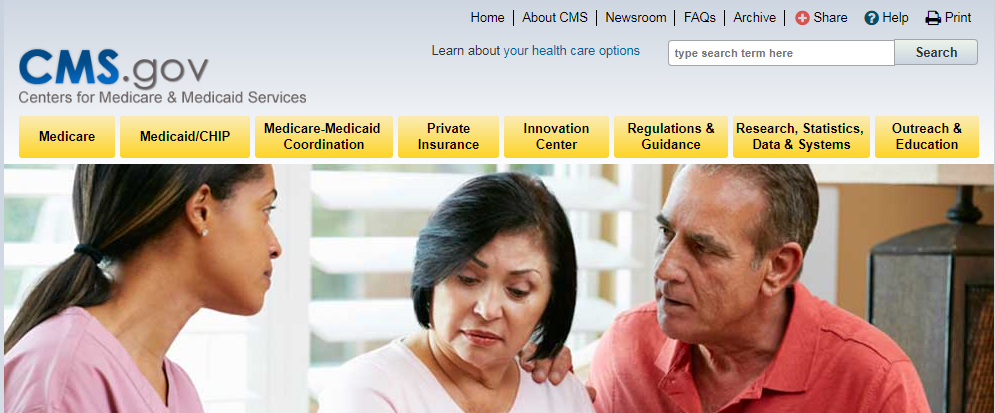 Home About CMS Newsroom FAQs Archive Share Help Print
Learn about your health care options
type search term here
Search
CMS.gov
Centers for Medicare & Medicaid Services
Medicare
Medicaid/CHIP
Medicare-Medicaid
Coordination
Private
Insurance
Innovation
Center
Regulations &
Guidance
Research, Statistics,
Data & Systems
Outreach &
Education